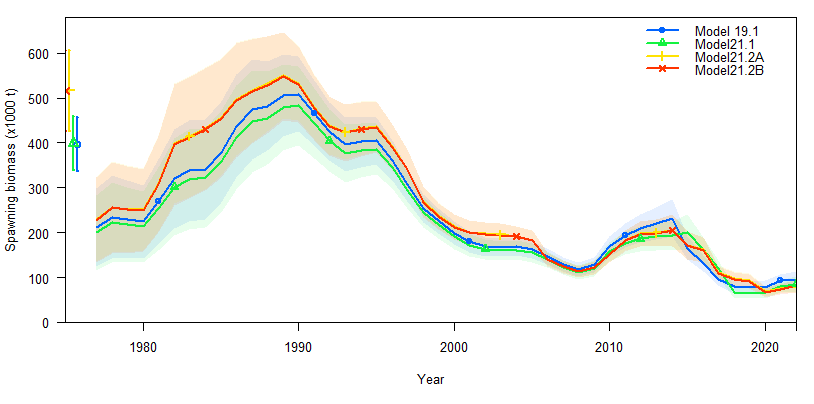 Model 19.1
Model21.1
Model21.2A
Model21.2B
Spawning biomass (x1000 t)
600
500
400
300
200
100
0
1980 1990 2000 2010 2020
Year